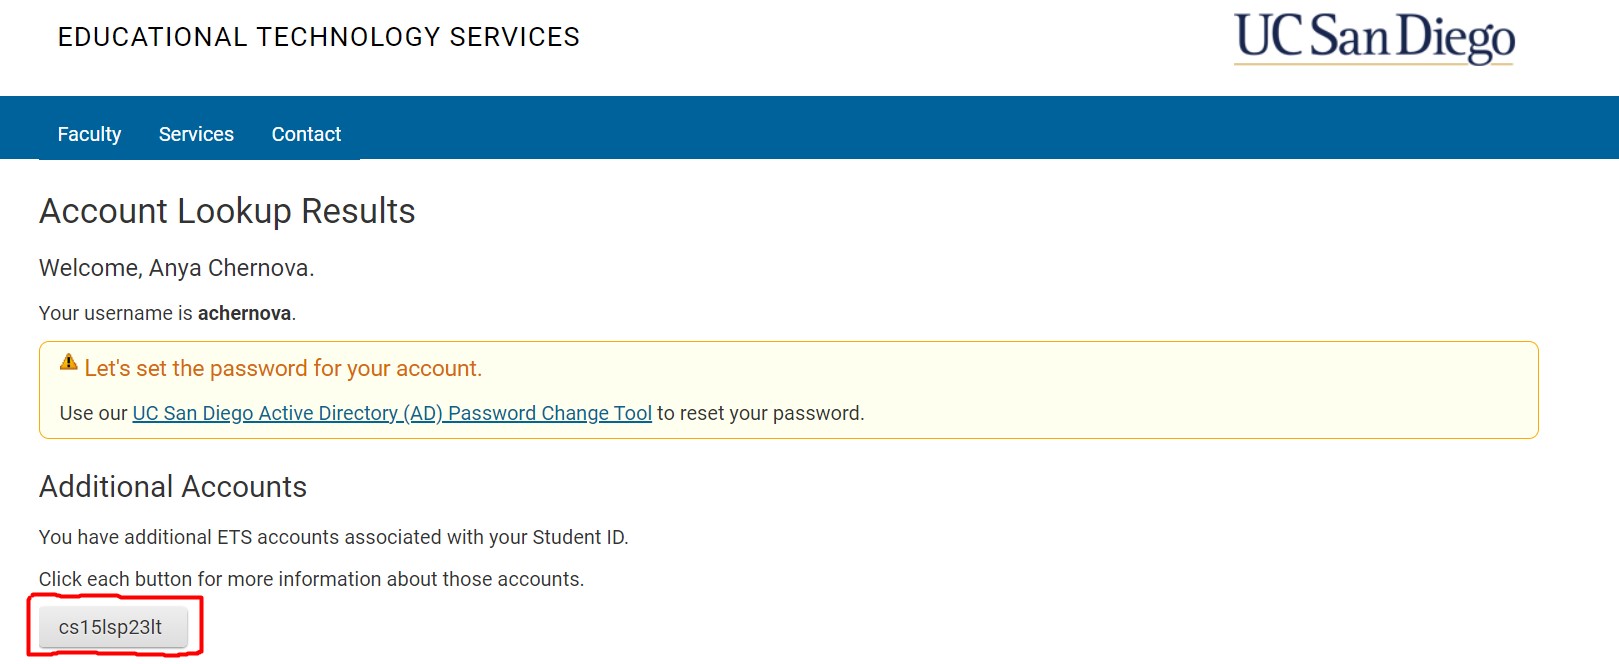 EDUCATIONAL TECHNOLOGY SERVICES
UC San Diego
Faculty Services Contact
Account Lookup Results
Welcome, Anya Chernova.
Your username is achernova.
Let's set the password for your account.
Use our UC San Diego Active Directory (AD) Password Change Tool to reset your password.
Additional Accounts
You have additional ETS accounts associated with your Student ID.
Click each button for more information about those accounts.
cs15lsp23lt